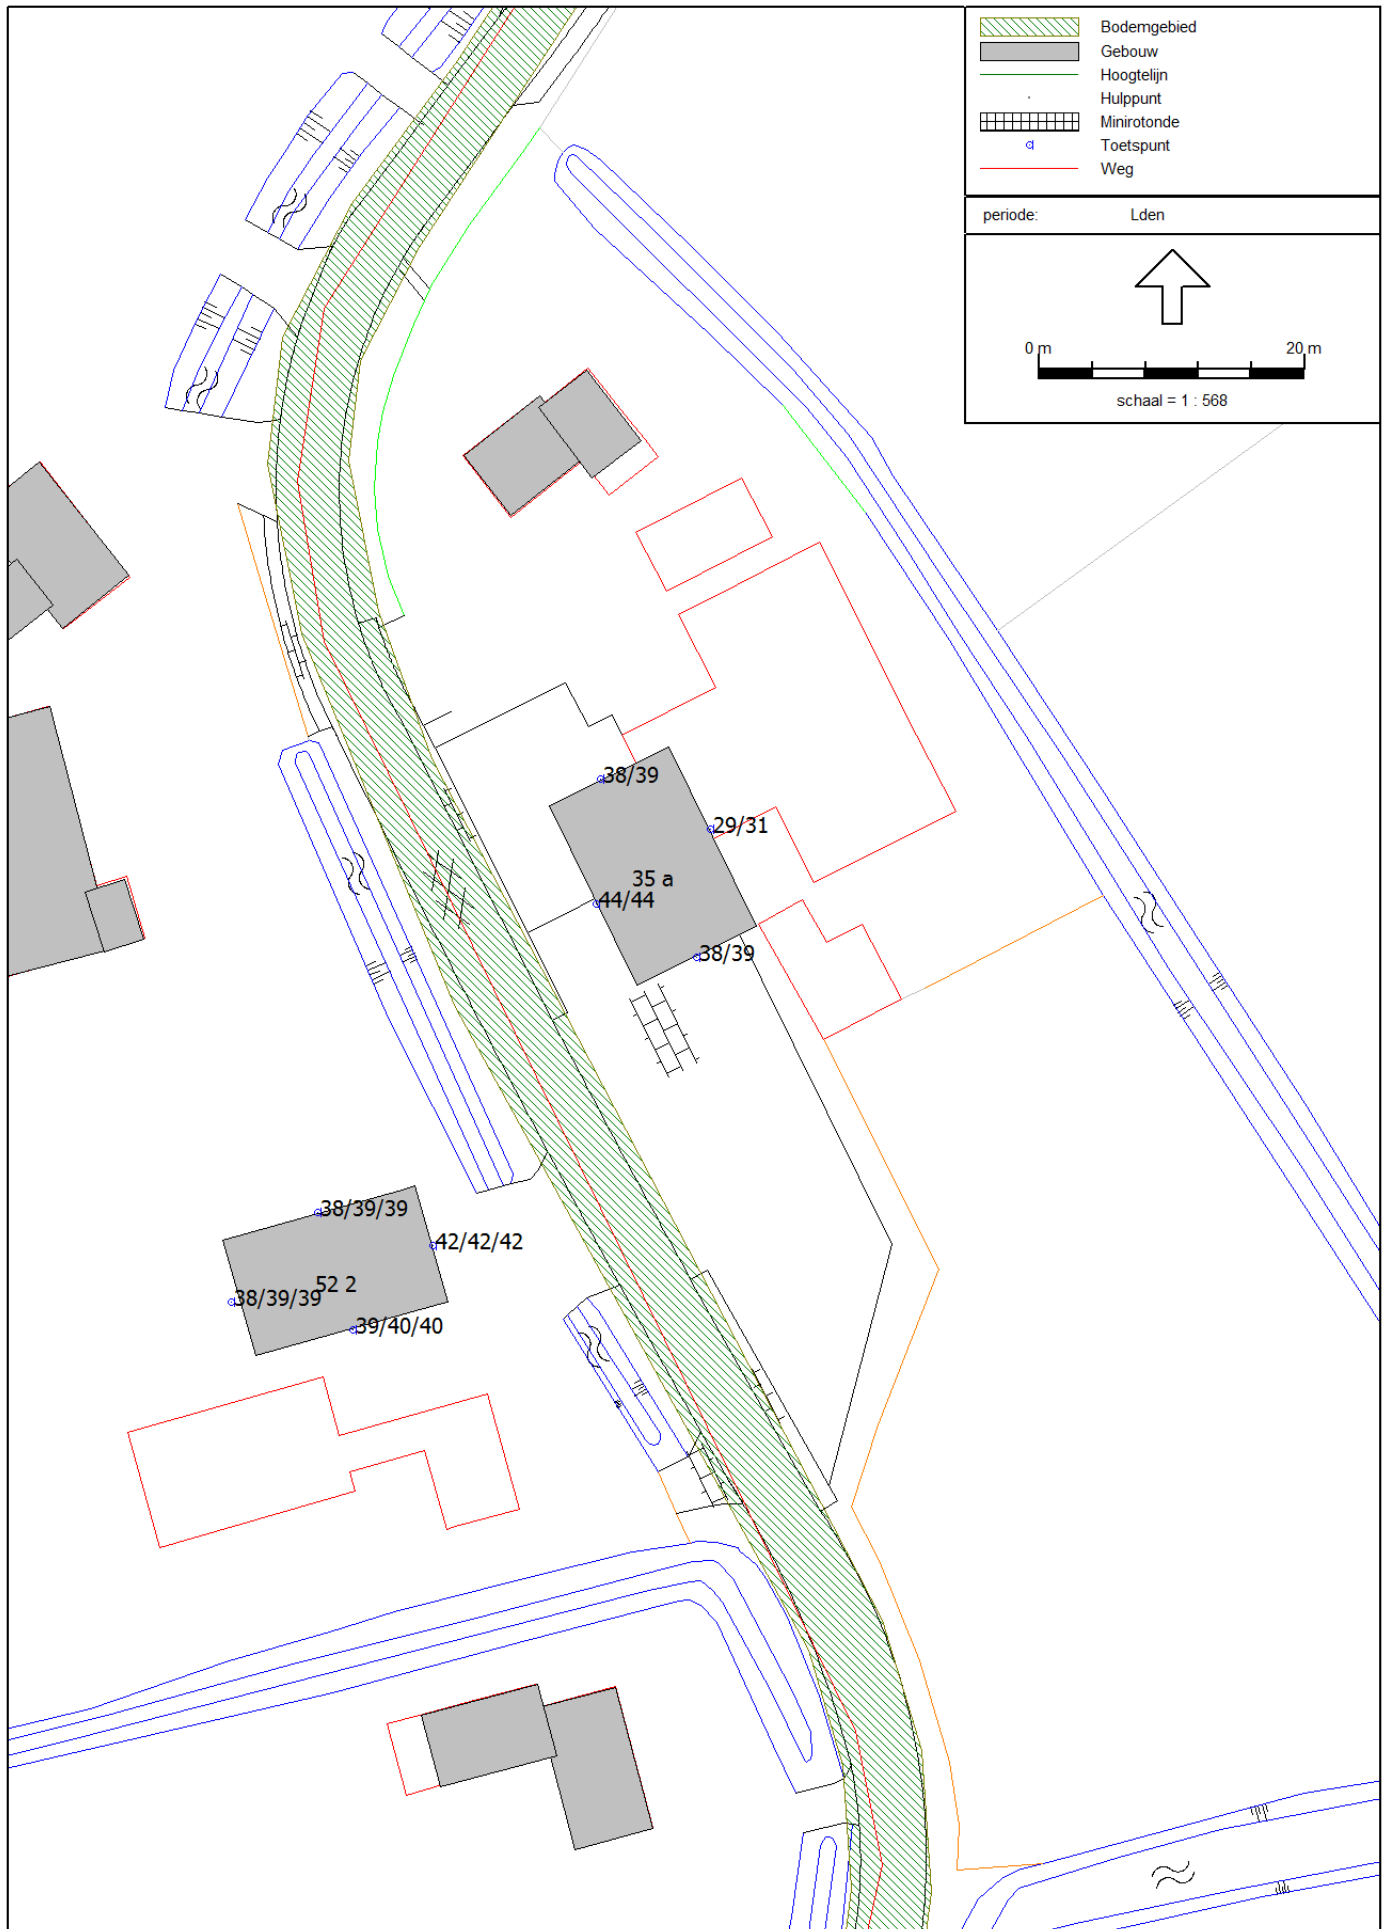 Bodemgebied
Gebouw
Hoogtelijn
Hulppunt
Minirotonde
Toetspunt
Weg
periode: Lden
0 m 20 m
schaal = 1 : 568
38/39
29/31
35 a
44/44
38/39
38/39/39
42/42/42
52 2
38/39/39
39/40/40